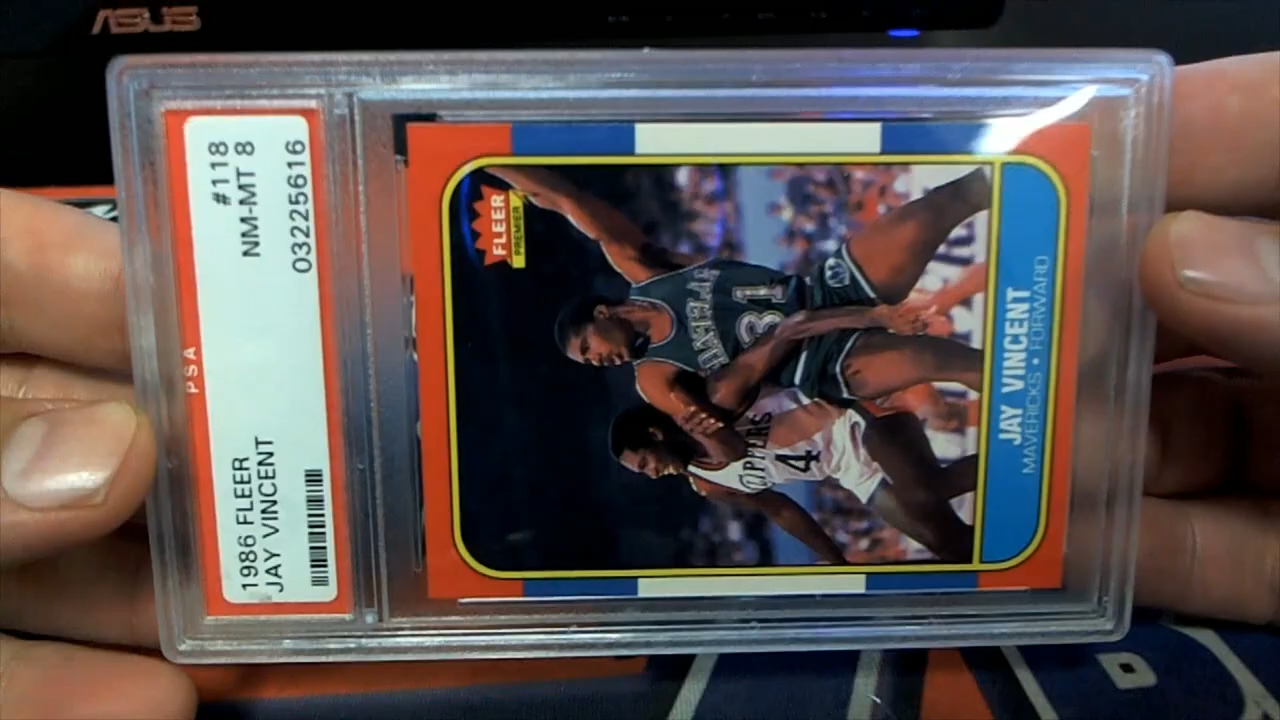 ASUS
1986 FLEER #118
JAY VINCENT NM-MT 8
03225616
PSA
FLEER
PREMIER
31
CLIPPERS
4
JAY VINCENT
MAVERICKS • FORWARD